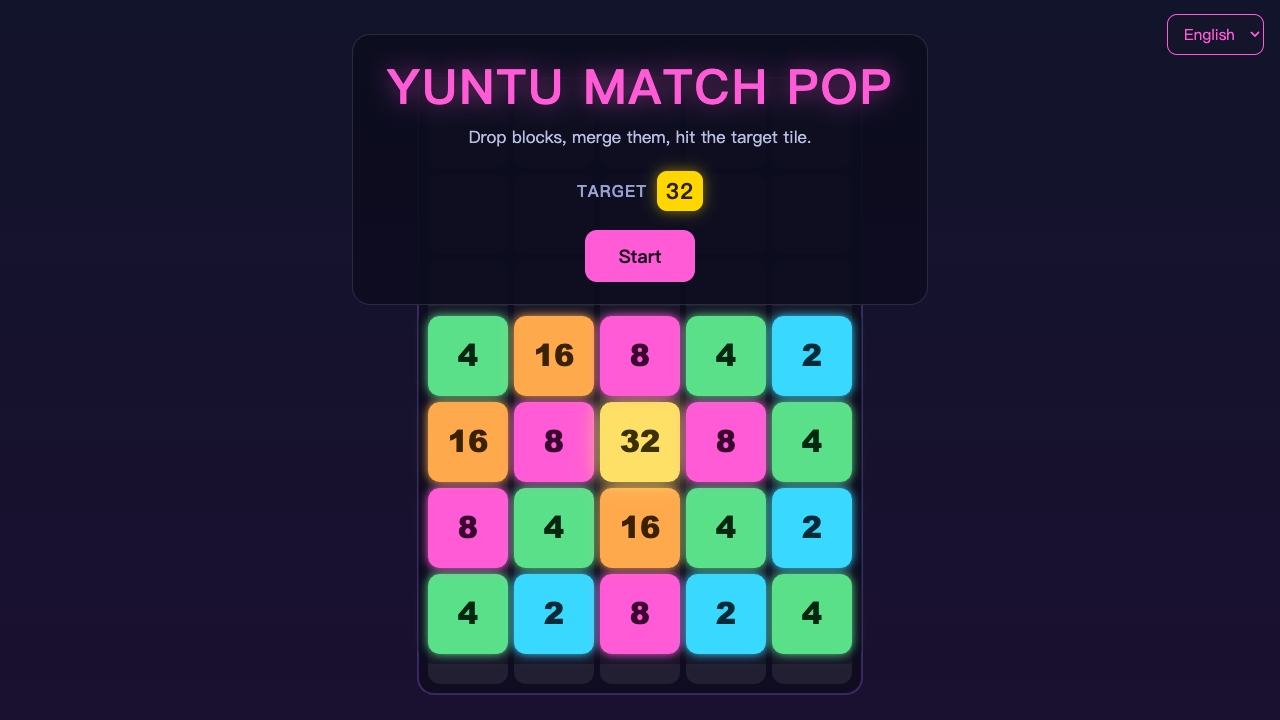 English
YUNTU MATCH POP
Drop blocks, merge them, hit the target tile.
TARGET 32
Start
4 16 8 4 2
16 8 32 8 4
8 4 16 4 2
4 2 8 2 4